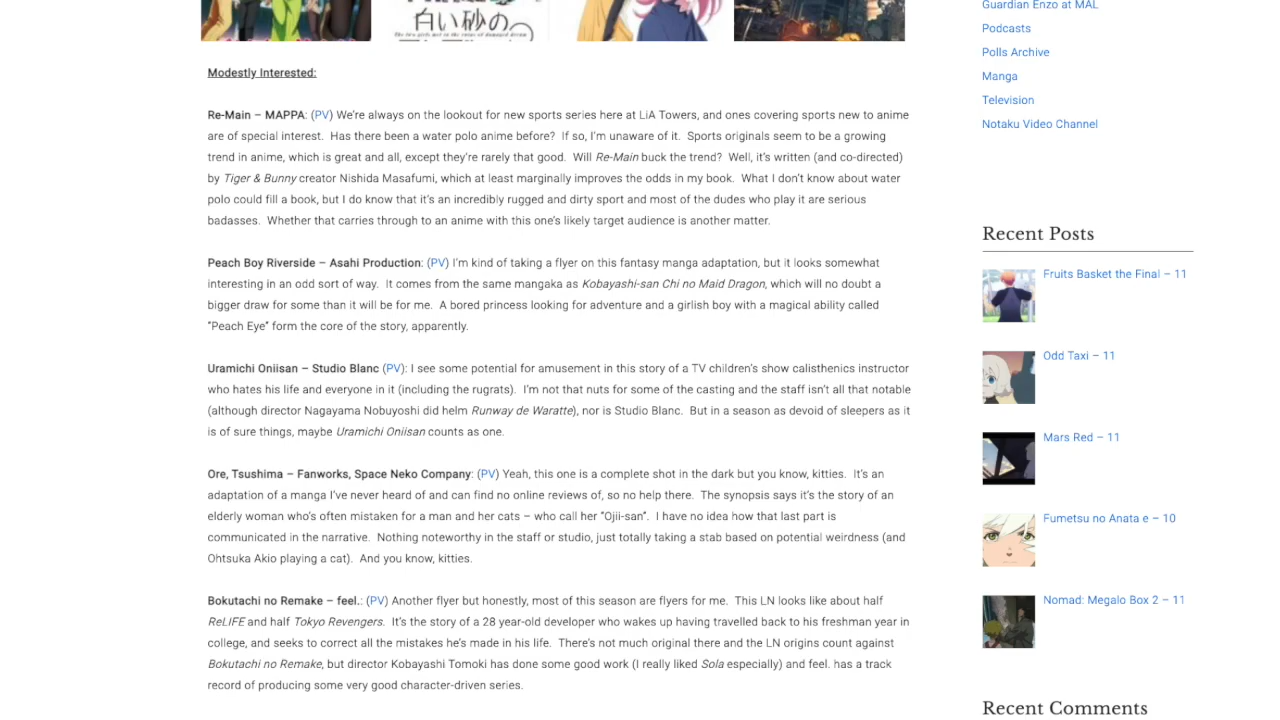 白い砂の
The two girls met in the ruins of damaged dream
Modestly Interested:
Re-Main – MAPPA: (PV) We're always on the lookout for new sports series here at LiA Towers, and ones covering sports new to anime
are of special interest. Has there been a water polo anime before? If so, I'm unaware of it. Sports originals seem to be a growing
trend in anime, which is great and all, except they're rarely that good. Will Re-Main buck the trend? Well, it's written (and co-directed)
by Tiger & Bunny creator Nishida Masafumi, which at least marginally improves the odds in my book. What I don't know about water
polo could fill a book, but I do know that it's an incredibly rugged and dirty sport and most of the dudes who play it are serious
badasses. Whether that carries through to an anime with this one's likely target audience is another matter.
Peach Boy Riverside – Asahi Production: (PV) I'm kind of taking a flyer on this fantasy manga adaptation, but it looks somewhat
interesting in an odd sort of way. It comes from the same mangaka as Kobayashi-san Chi no Maid Dragon, which will no doubt a
bigger draw for some than it will be for me. A bored princess looking for adventure and a girlish boy with a magical ability called
"Peach Eye" form the core of the story, apparently.
Uramichi Oniisan – Studio Blanc (PV): I see some potential for amusement in this story of a TV children's show calisthenics instructor
who hates his life and everyone in it (including the rugrats). I'm not that nuts for some of the casting and the staff isn't all that notable
(although director Nagayama Nobuyoshi did helm Runway de Waratte), nor is Studio Blanc. But in a season as devoid of sleepers as it
is of sure things, maybe Uramichi Oniisan counts as one.
Ore, Tsushima – Fanworks, Space Neko Company: (PV) Yeah, this one is a complete shot in the dark but you know, kitties. It's an
adaptation of a manga I've never heard of and can find no online reviews of, so no help there. The synopsis says it's the story of an
elderly woman who's often mistaken for a man and her cats – who call her "Ojii-san". I have no idea how that last part is
communicated in the narrative. Nothing noteworthy in the staff or studio, just totally taking a stab based on potential weirdness (and
Ohtsuka Akio playing a cat). And you know, kitties.
Bokutachi no Remake – feel.: (PV) Another flyer but honestly, most of this season are flyers for me. This LN looks like about half
ReLIFE and half Tokyo Revengers. It's the story of a 28 year-old developer who wakes up having travelled back to his freshman year in
college, and seeks to correct all the mistakes he's made in his life. There's not much original there and the LN origins count against
Bokutachi no Remake, but director Kobayashi Tomoki has done some good work (I really liked Sola especially) and feel. has a track
record of producing some very good character-driven series.
Guardian Enzo at MAL
Podcasts
Polls Archive
Manga
Television
Notaku Video Channel
Recent Posts
Fruits Basket the Final – 11
Odd Taxi – 11
Mars Red – 11
Fumetsu no Anata e – 10
Nomad: Megalo Box 2 – 11
Recent Comments